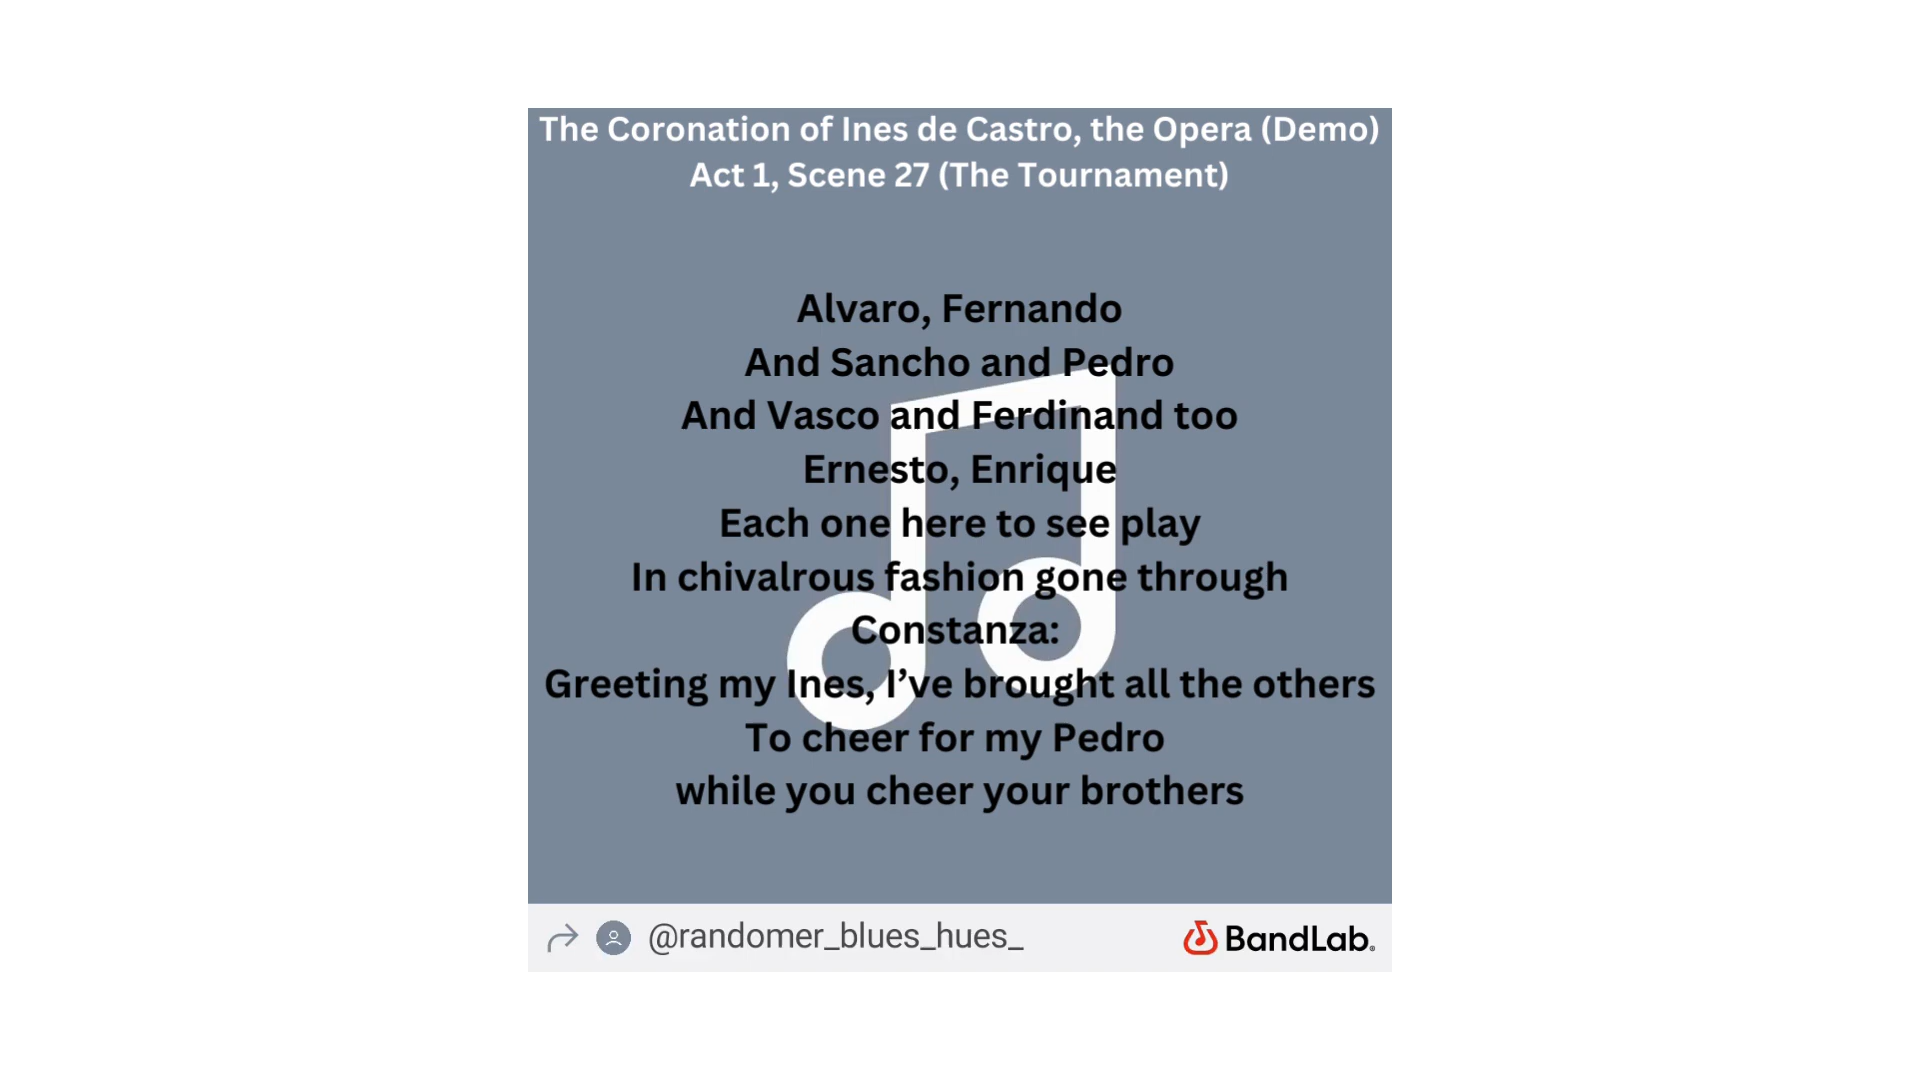 The Coronation of Ines de Castro, the Opera (Demo)
Act 1, Scene 27 (The Tournament)
Alvaro, Fernando
And Sancho and Pedro
And Vasco and Ferdinand too
Ernesto, Enrique
Each one here to see play
In chivalrous fashion gone through
Constanza:
Greeting my Ines, I’ve brought all the others
To cheer for my Pedro
while you cheer your brothers
@randomer_blues_hues_
BandLab®